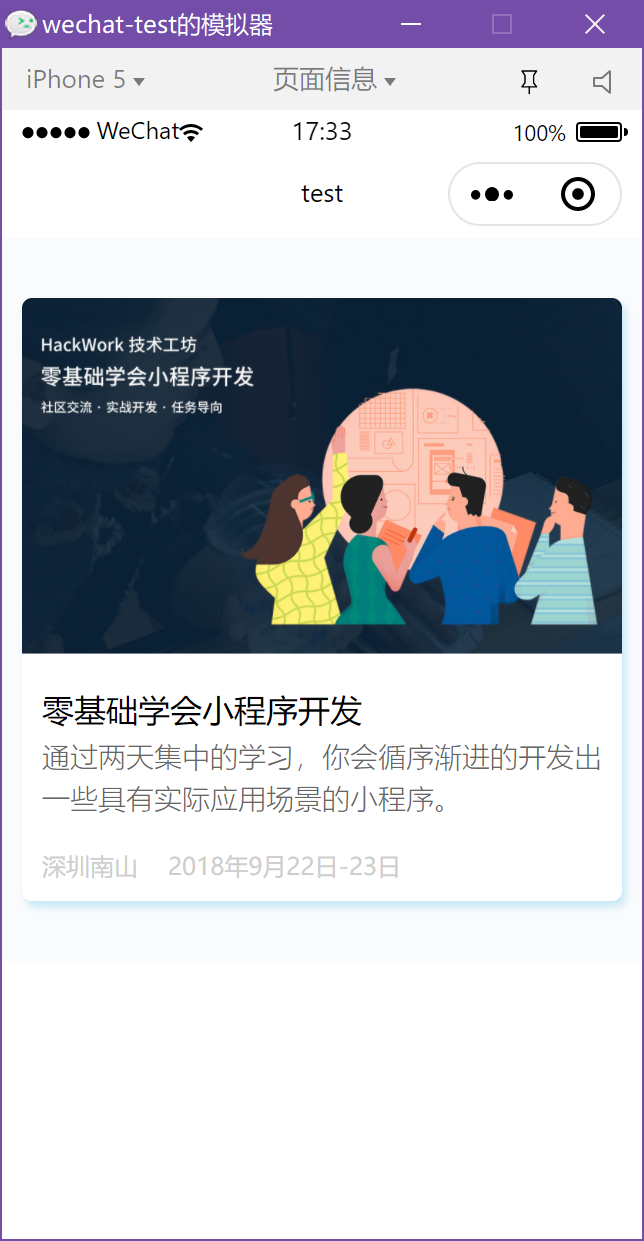 wechat-test的模拟器
iPhone 5
页面信息
WeChat
17:33
100%
test
HackWork 技术工坊
零基础学会小程序开发
社区交流 · 实战开发 · 任务导向
零基础学会小程序开发
通过两天集中的学习，你会循序渐进的开发出
一些具有实际应用场景的小程序。
深圳南山 2018年9月22日-23日